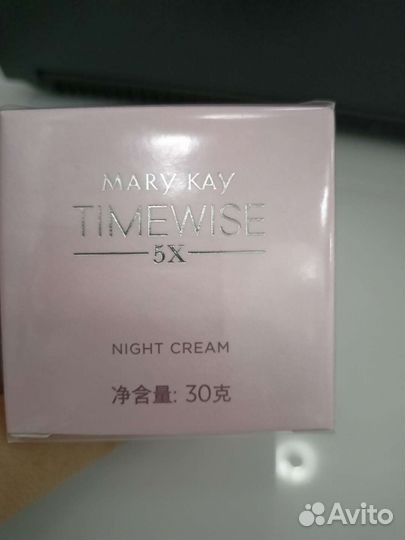 MARY KAY
TIMEWISE
5X
NIGHT CREAM
净含量: 30克
Avito